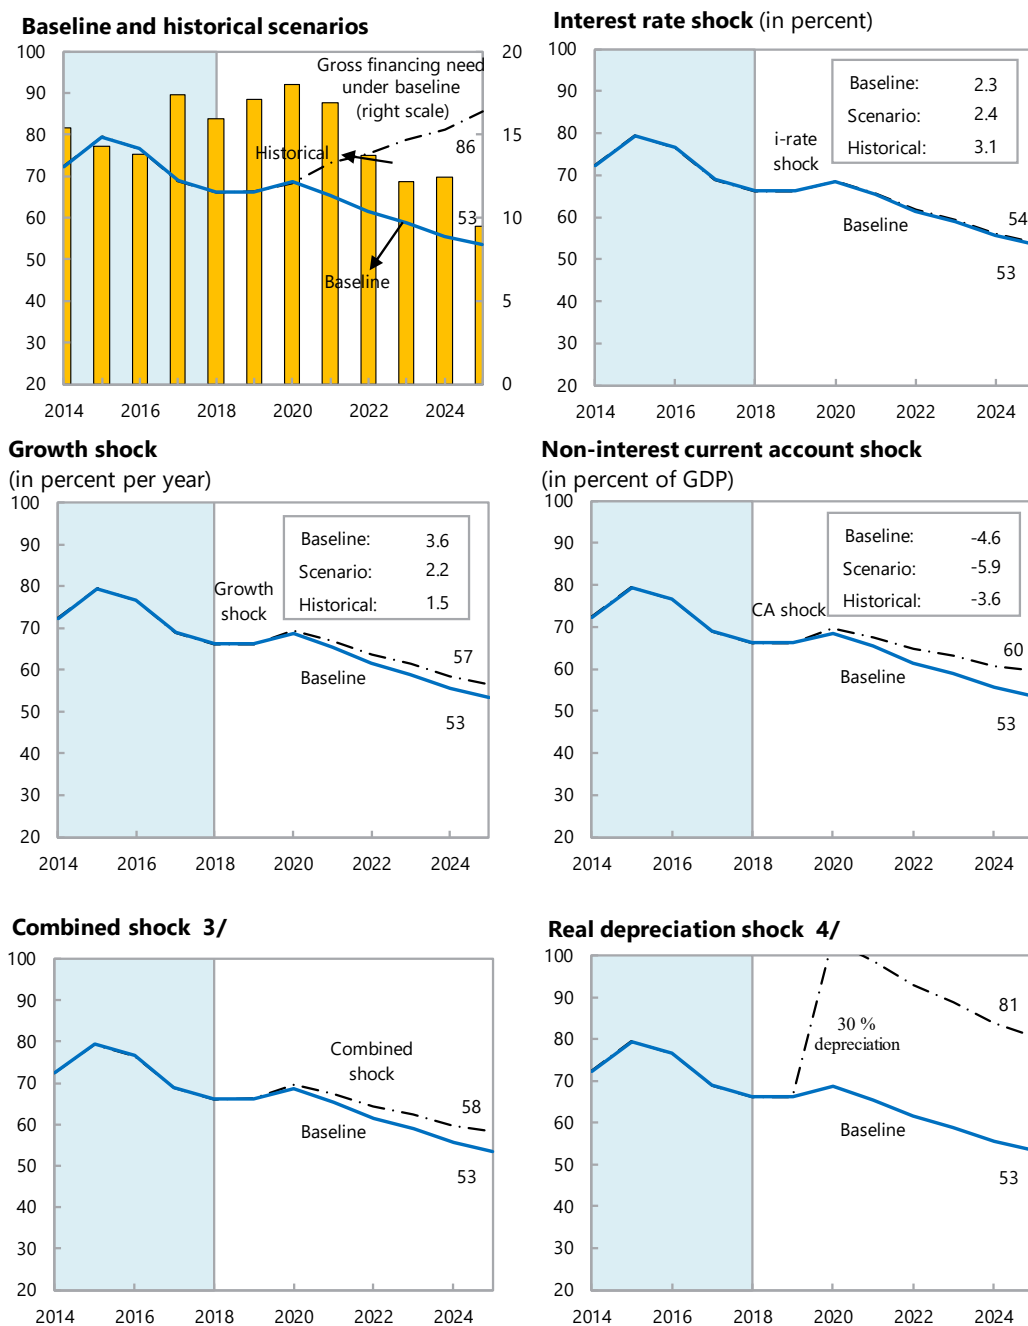 Baseline and historical scenarios
100
90
80
70
60
50
40
30
20
20
15
10
5
0
Gross financing need
under baseline
(right scale)
Historical
86
53
Baseline
2014 2016 2018 2020 2022 2024
Interest rate shock (in percent)
100
90
80
70
60
50
40
30
20
Baseline: 2.3
Scenario: 2.4
Historical: 3.1
i-rate
shock
Baseline
54
53
2014 2016 2018 2020 2022 2024
Growth shock
(in percent per year)
100
90
80
70
60
50
40
30
20
Baseline: 3.6
Scenario: 2.2
Historical: 1.5
Growth
shock
57
Baseline
53
2014 2016 2018 2020 2022 2024
Non-interest current account shock
(in percent of GDP)
100
90
80
70
60
50
40
30
20
Baseline: -4.6
Scenario: -5.9
Historical: -3.6
CA shock
60
Baseline
53
2014 2016 2018 2020 2022 2024
Combined shock 3/
100
90
80
70
60
50
40
30
20
Combined
shock
58
Baseline
53
2014 2016 2018 2020 2022 2024
Real depreciation shock 4/
100
90
80
70
60
50
40
30
20
81
30 %
depreciation
Baseline
53
2014 2016 2018 2020 2022 2024